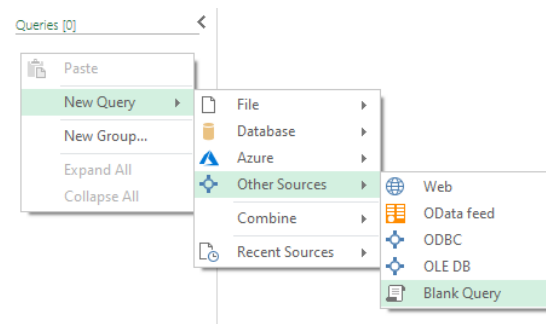 Queries [0]
Paste
New Query
New Group...
Expand All
Collapse All
File
Database
Azure
Other Sources
Combine
Recent Sources
Web
OData feed
ODBC
OLE DB
Blank Query